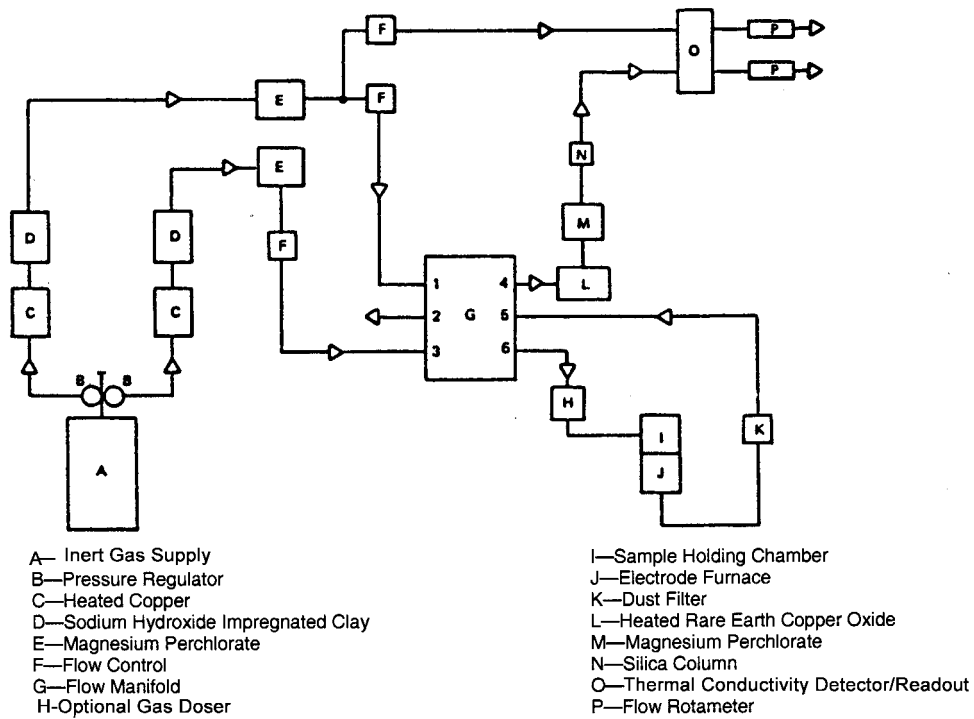 F
P
O
E
F
P
E
N
D
D
M
F
1
4
L
C
C
2
G
5
3
6
B
B
H
I
K
A
J
A— Inert Gas Supply
B—Pressure Regulator
C—Heated Copper
D—Sodium Hydroxide Impregnated Clay
E—Magnesium Perchlorate
F—Flow Control
G—Flow Manifold
H-Optional Gas Doser
I—Sample Holding Chamber
J—Electrode Furnace
K—Dust Filter
L—Heated Rare Earth Copper Oxide
M—Magnesium Perchlorate
N—Silica Column
O—Thermal Conductivity Detector/Readout
P—Flow Rotameter